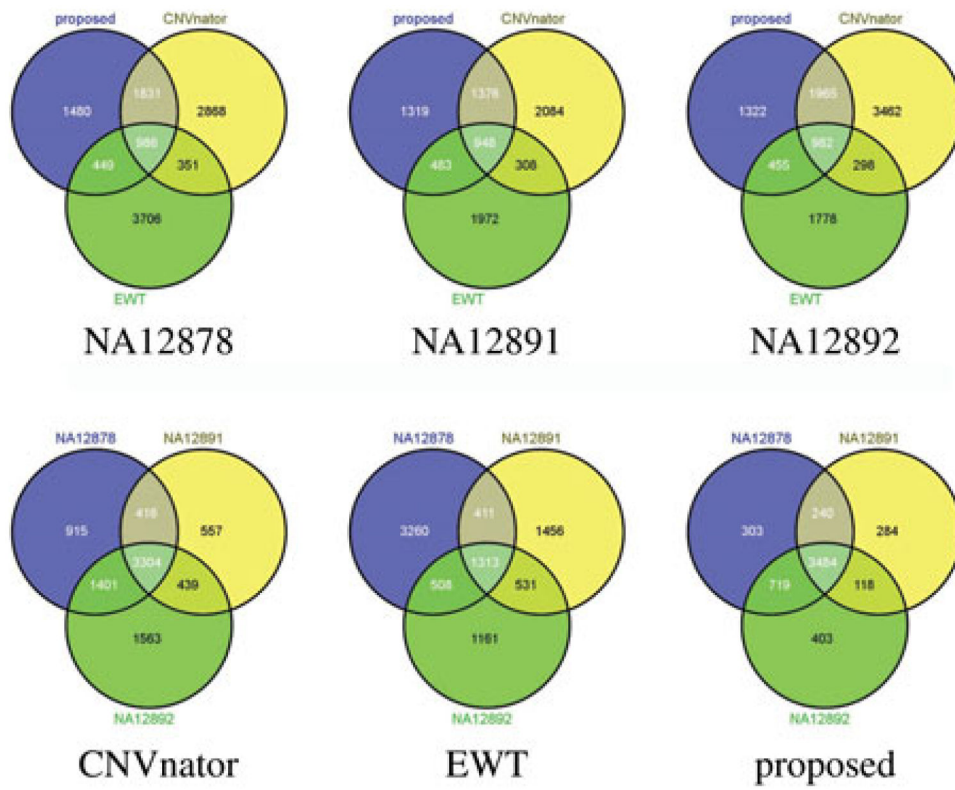 proposed CNVnator proposed CNVnator proposed CNVnator
1831 1376 1965
1480 2868 1319 2084 1322 3462
986 948 982
449 351 483 308 455 298
3706 1972 1778
EWT EWT EWT
NA12878 NA12891 NA12892
NA12878 NA12891 NA12878 NA12891 NA12878 NA12891
418 411 240
915 557 3260 1456 303 284
3304 1313 3484
1401 439 508 531 719 118
1563 1161 403
NA12892 NA12892 NA12892
CNVnator EWT proposed